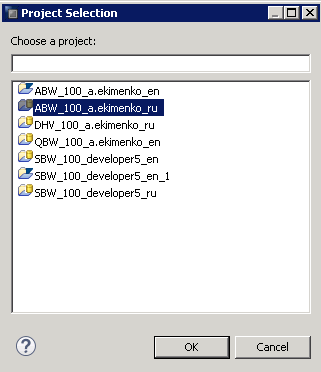 Project Selection
Choose a project:
ABW_100_a.ekimenko_en
ABW_100_a.ekimenko_ru
DHV_100_a.ekimenko_ru
QBW_100_a.ekimenko_en
SBW_100_developer5_en
SBW_100_developer5_en_1
SBW_100_developer5_ru
?
OK
Cancel